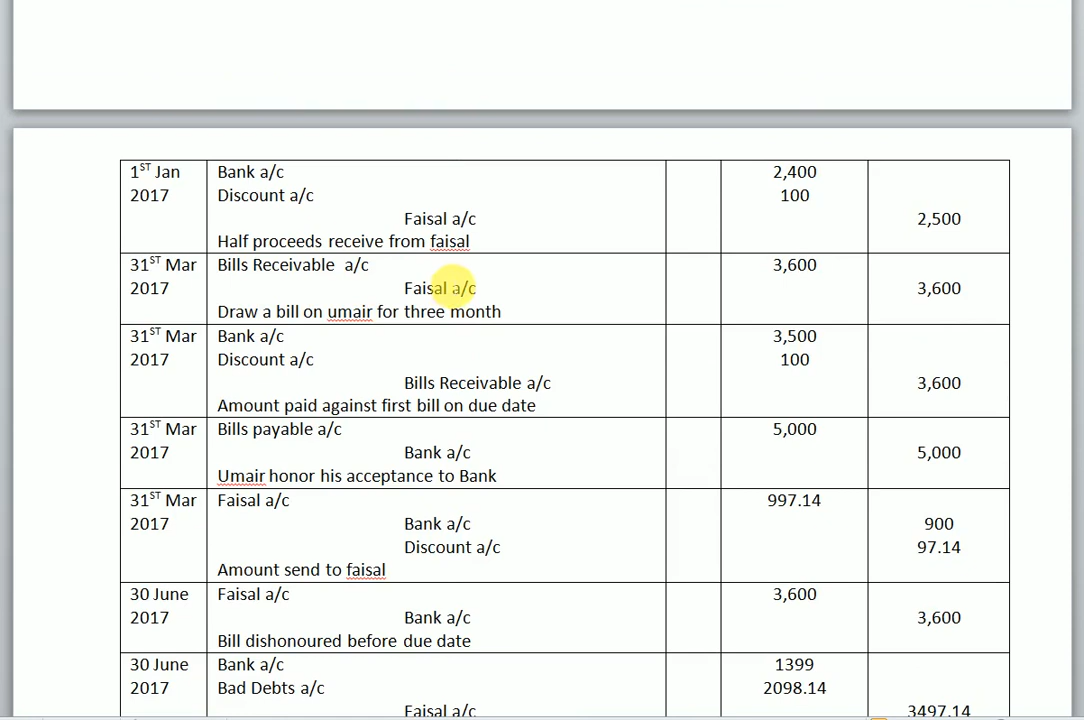 1ST Jan Bank a/c 2,400
2017 Discount a/c 100
Faisal a/c 2,500
Half proceeds receive from faisal
31ST Mar Bills Receivable a/c 3,600
2017 Faisal a/c 3,600
Draw a bill on umair for three month
31ST Mar Bank a/c 3,500
2017 Discount a/c 100
Bills Receivable a/c 3,600
Amount paid against first bill on due date
31ST Mar Bills payable a/c 5,000
2017 Bank a/c 5,000
Umair honor his acceptance to Bank
31ST Mar Faisal a/c 997.14
2017 Bank a/c 900
Discount a/c 97.14
Amount send to faisal
30 June Faisal a/c 3,600
2017 Bank a/c 3,600
Bill dishonoured before due date
30 June Bank a/c 1399
2017 Bad Debts a/c 2098.14
Faisal a/c 3497.14